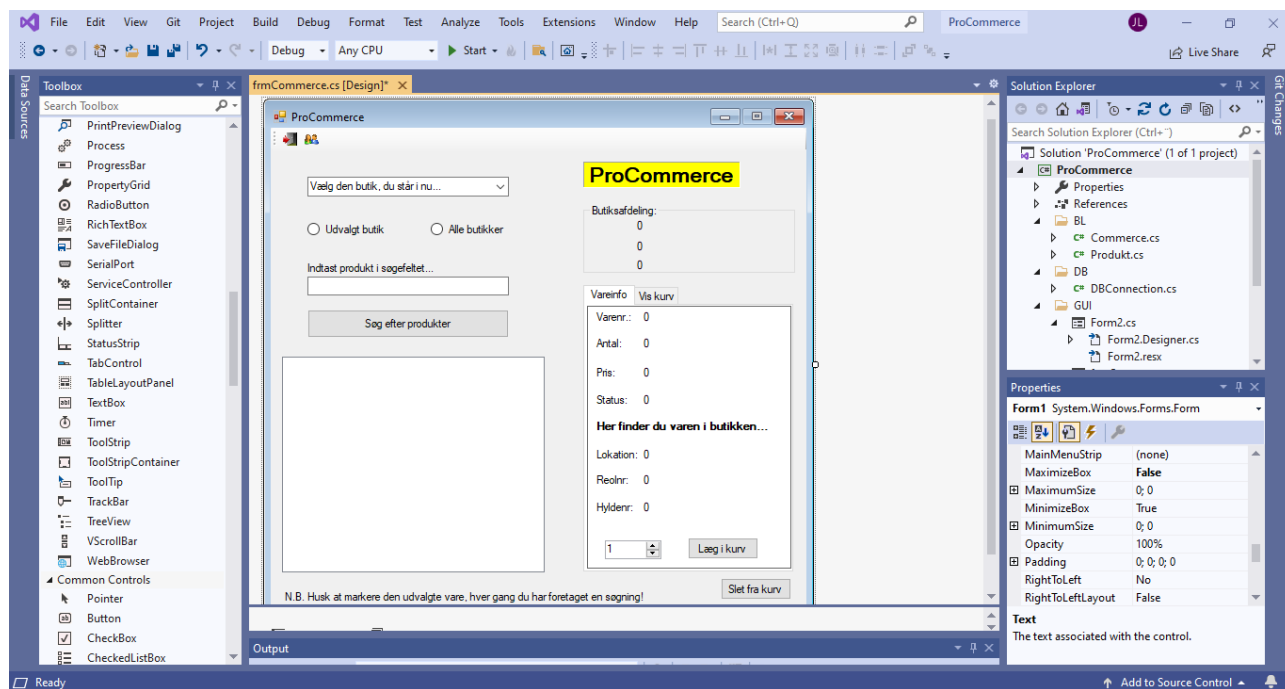 File Edit View Git Project Build Debug Format Test Analyze Tools Extensions Window Help Search (Ctrl+Q) ProCommerce JL
Debug Any CPU Start Live Share
Data Sources
Toolbox
Search Toolbox
PrintPreviewDialog
Process
ProgressBar
PropertyGrid
RadioButton
RichTextBox
SaveFileDialog
SerialPort
ServiceController
SplitContainer
Splitter
StatusStrip
TabControl
TableLayoutPanel
TextBox
Timer
ToolStrip
ToolStripContainer
ToolTip
TrackBar
TreeView
VScrollBar
WebBrowser
Common Controls
Pointer
Button
CheckBox
CheckedListBox
frmCommerce.cs [Design]*
ProCommerce
Vælg den butik, du står i nu...
Udvalgt butik Alle butikker
Indtast produkt i søgefeltet...
Søg efter produkter
N.B. Husk at markere den udvalgte vare, hver gang du har foretaget en søgning!
ProCommerce
Butiksafdeling:
0
0
0
Vareinfo Vis kurv
Varenr.: 0
Antal: 0
Pris: 0
Status: 0
Her finder du varen i butikken...
Lokation: 0
Reolnr: 0
Hyldenr: 0
1 Læg i kurv
Slet fra kurv
Output
Solution Explorer
Search Solution Explorer (Ctrl+¨)
Solution 'ProCommerce' (1 of 1 project)
C# ProCommerce
Properties
References
BL
C# Commerce.cs
C# Produkt.cs
DB
C# DBConnection.cs
GUI
Form2.cs
Form2.Designer.cs
Form2.resx
Properties
Form1 System.Windows.Forms.Form
MainMenuStrip (none)
MaximizeBox False
MaximumSize 0; 0
MinimizeBox True
MinimumSize 0; 0
Opacity 100%
Padding 0; 0; 0; 0
RightToLeft No
RightToLeftLayout False
Text
The text associated with the control.
Git Changes
Ready Add to Source Control